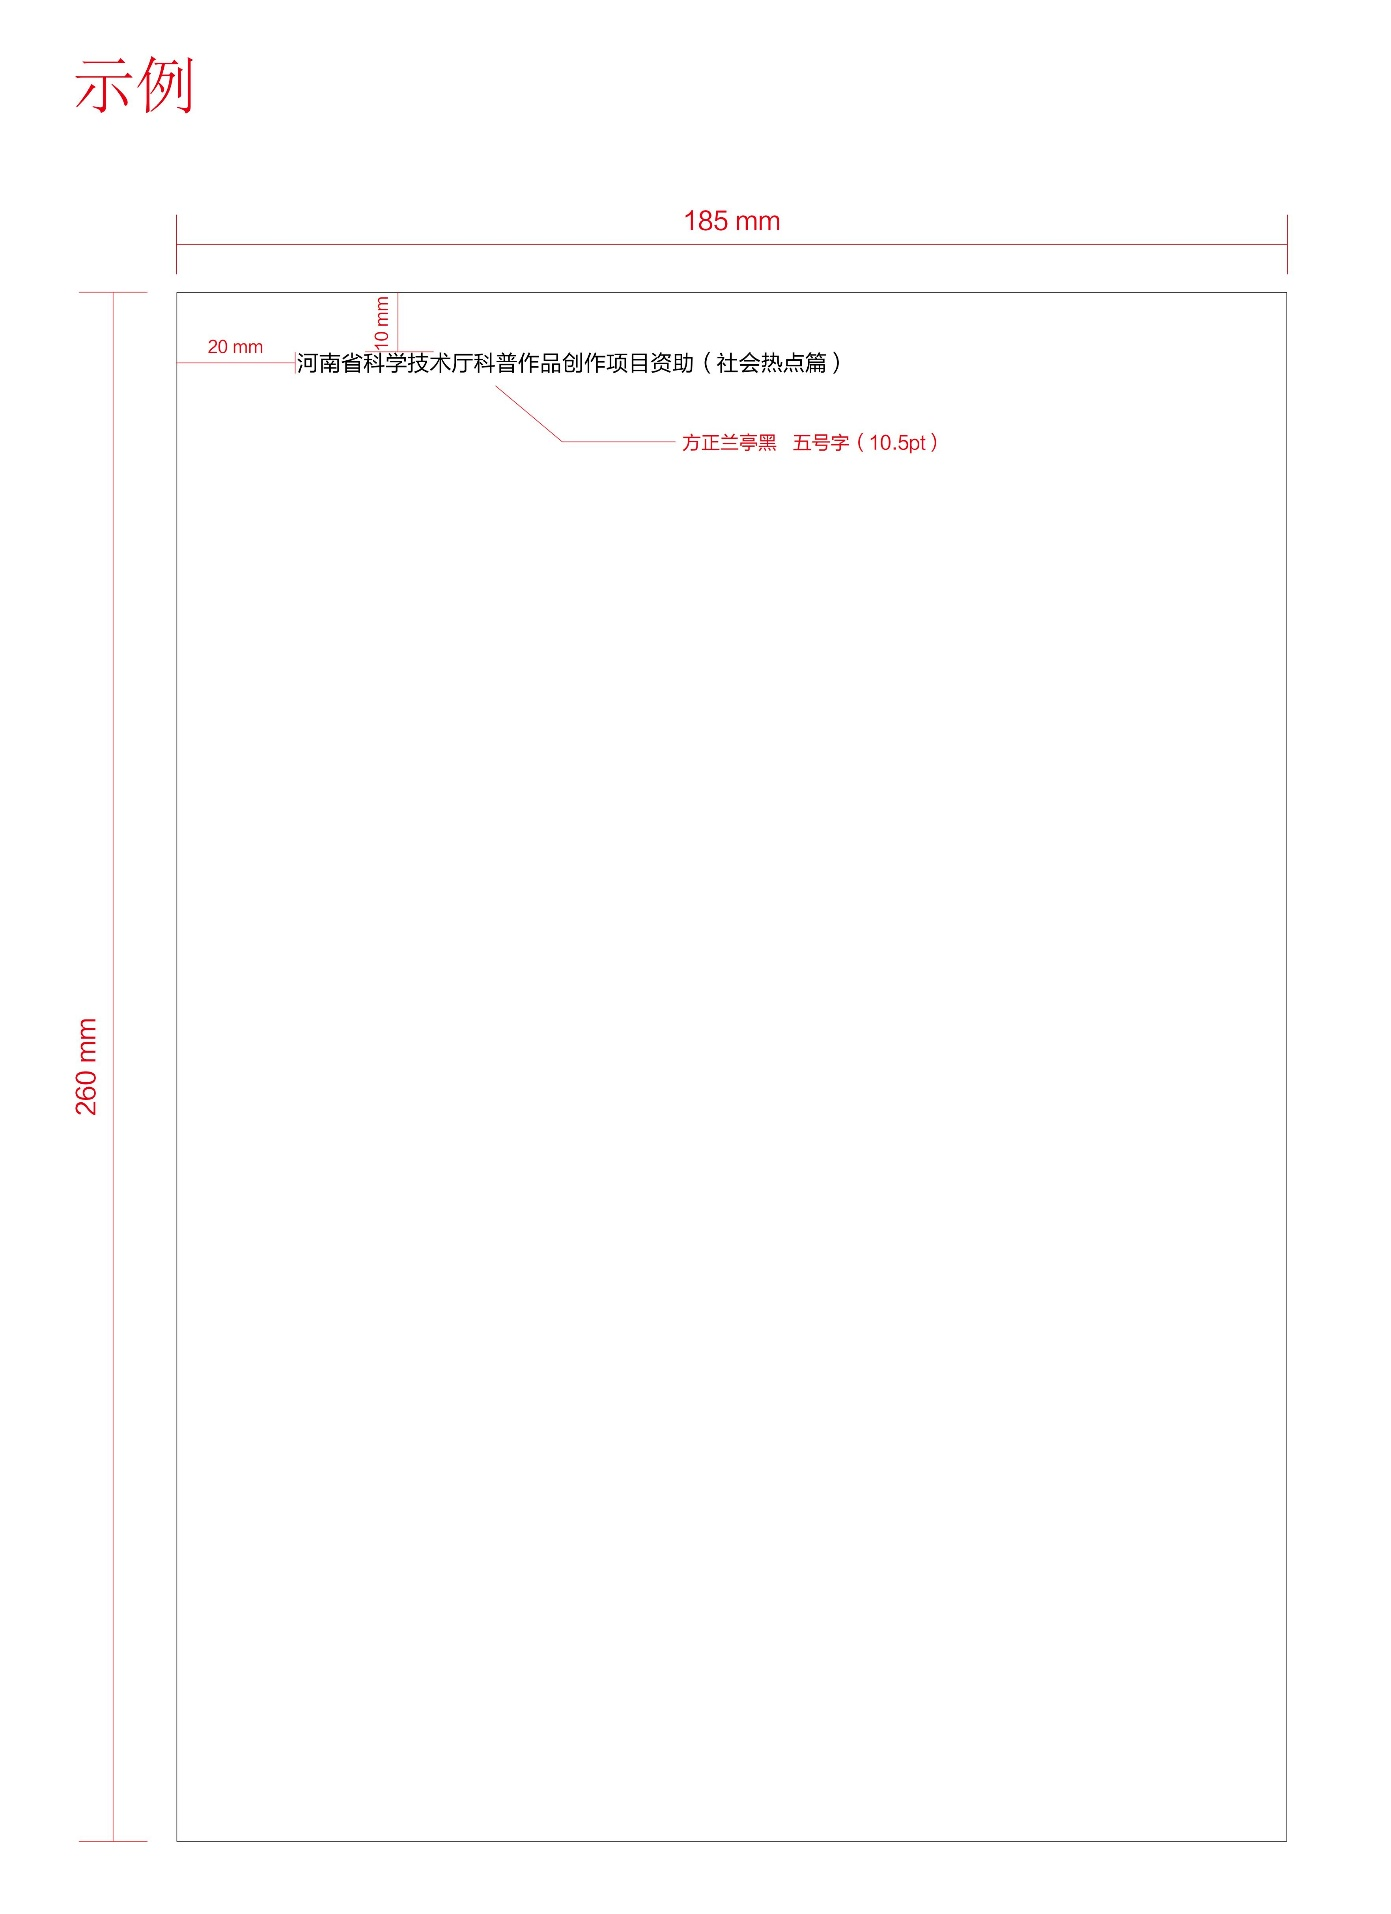 示例
185 mm
10 mm
20 mm
河南省科学技术厅科普作品创作项目资助（社会热点篇）
方正兰亭黑 五号字（10.5pt）
260 mm